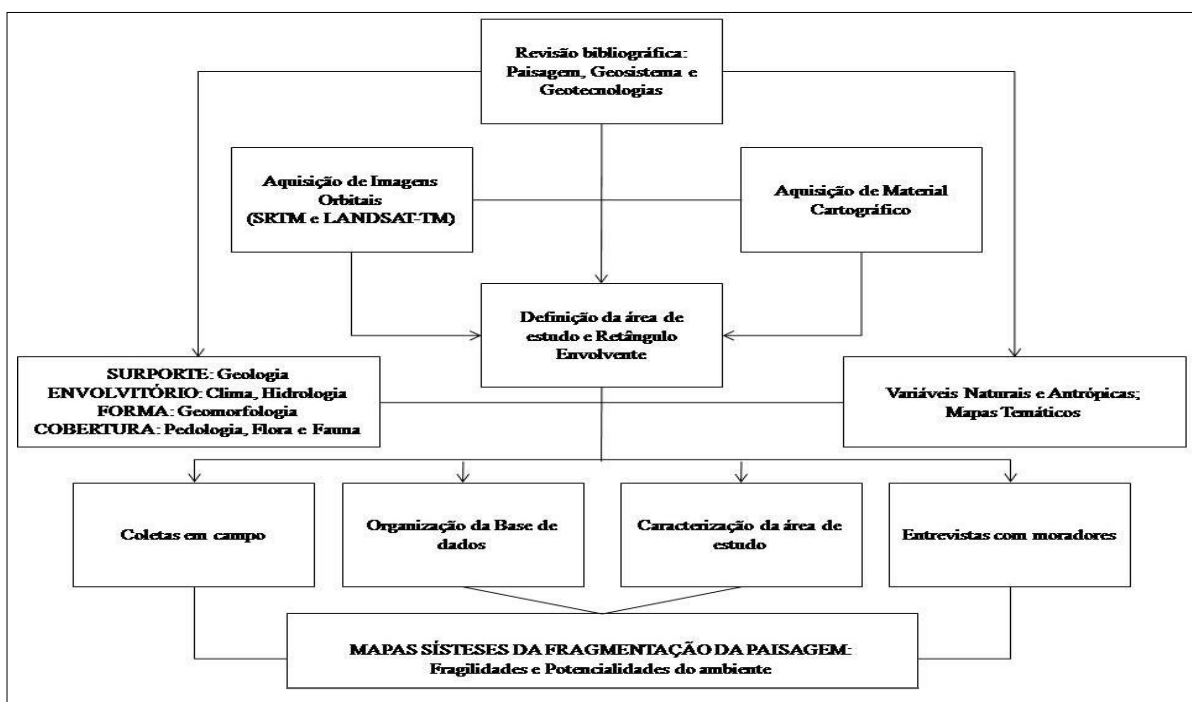 Revisão bibliográfica:
Paisagem, Geosistema e
Geotecnologias
Aquisição de Imagens
Orbitais
(SRTM e LANDSAT-TM)
Aquisição de Material
Cartográfico
Definição da área de
estudo e Retângulo
Envolvente
SURPORTE: Geologia
ENVOLVITÓRIO: Clima, Hidrologia
FORMA: Geomorfologia
COBERTURA: Pedologia, Flora e Fauna
Variáveis Naturais e Antrópicas;
Mapas Temáticos
Coletas em campo
Organização da Base de
dados
Caracterização da área de
estudo
Entrevistas com moradores
MAPAS SÍSTESES DA FRAGMENTAÇÃO DA PAISAGEM:
Fragilidades e Potencialidades do ambiente